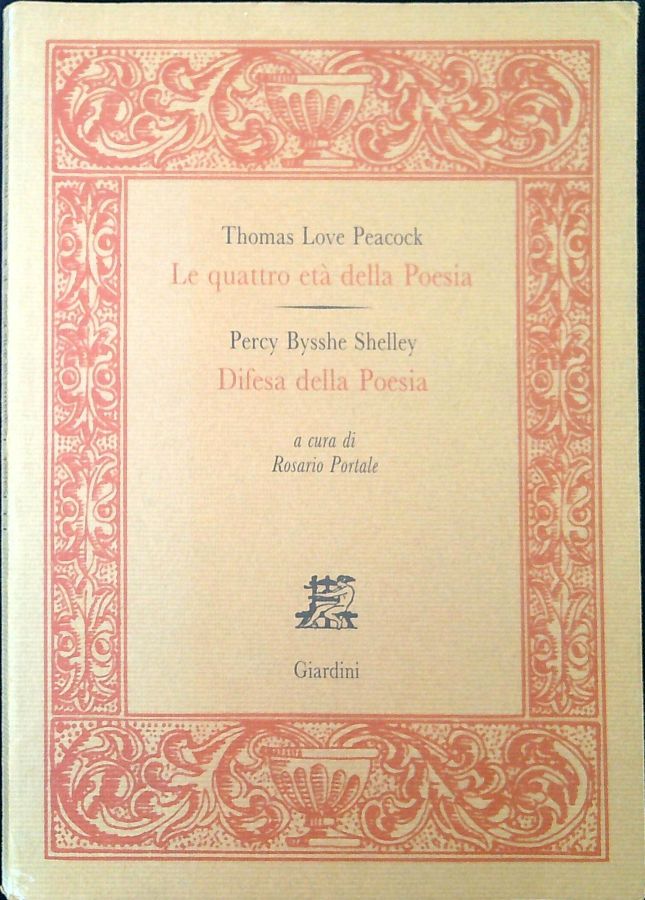 Thomas Love Peacock
Le quattro età della Poesia
Percy Bysshe Shelley
Difesa della Poesia
a cura di
Rosario Portale
Giardini